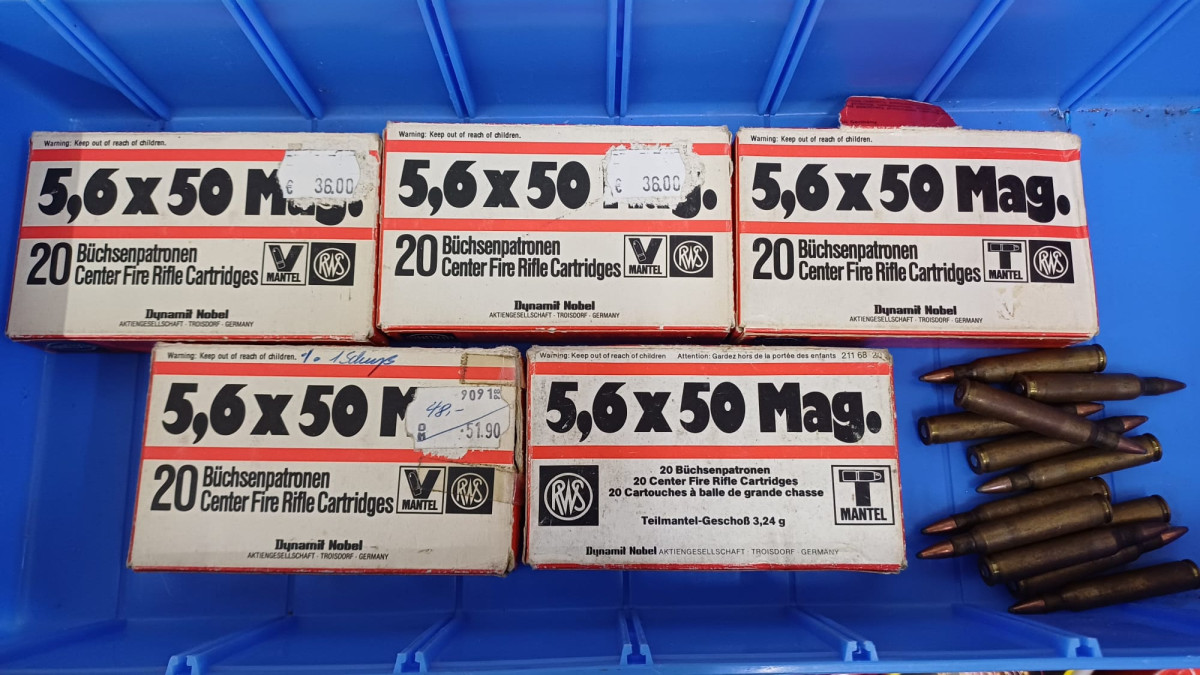 Warning: Keep out of reach of children.
5,6 x 50 Mag.
€ 36.00
20 Büchsenpatronen
Center Fire Rifle Cartridges
V
MANTEL
RWS
Dynamit Nobel
AKTIENGESELLSCHAFT · TROISDORF · GERMANY
Warning: Keep out of reach of children.
5,6 x 50 Mag.
€ 36.00
20 Büchsenpatronen
Center Fire Rifle Cartridges
V
MANTEL
RWS
Dynamit Nobel
AKTIENGESELLSCHAFT · TROISDORF · GERMANY
Warning: Keep out of reach of children.
5,6 x 50 Mag.
20 Büchsenpatronen
Center Fire Rifle Cartridges
T
MANTEL
RWS
Dynamit Nobel
AKTIENGESELLSCHAFT · TROISDORF · GERMANY
Warning: Keep out of reach of children.
5,6 x 50 M
9091
48,-
51.90
20 Büchsenpatronen
Center Fire Rifle Cartridges
V
MANTEL
RWS
Dynamit Nobel
AKTIENGESELLSCHAFT · TROISDORF · GERMANY
Warning: Keep out of reach of children Attention: Gardez hors de la portée des enfants 211 68
5,6 x 50 Mag.
RWS
20 Büchsenpatronen
20 Center Fire Rifle Cartridges
20 Cartouches à balle de grande chasse
Teilmantel-Geschoß 3,24 g
T
MANTEL
Dynamit Nobel AKTIENGESELLSCHAFT · TROISDORF · GERMANY